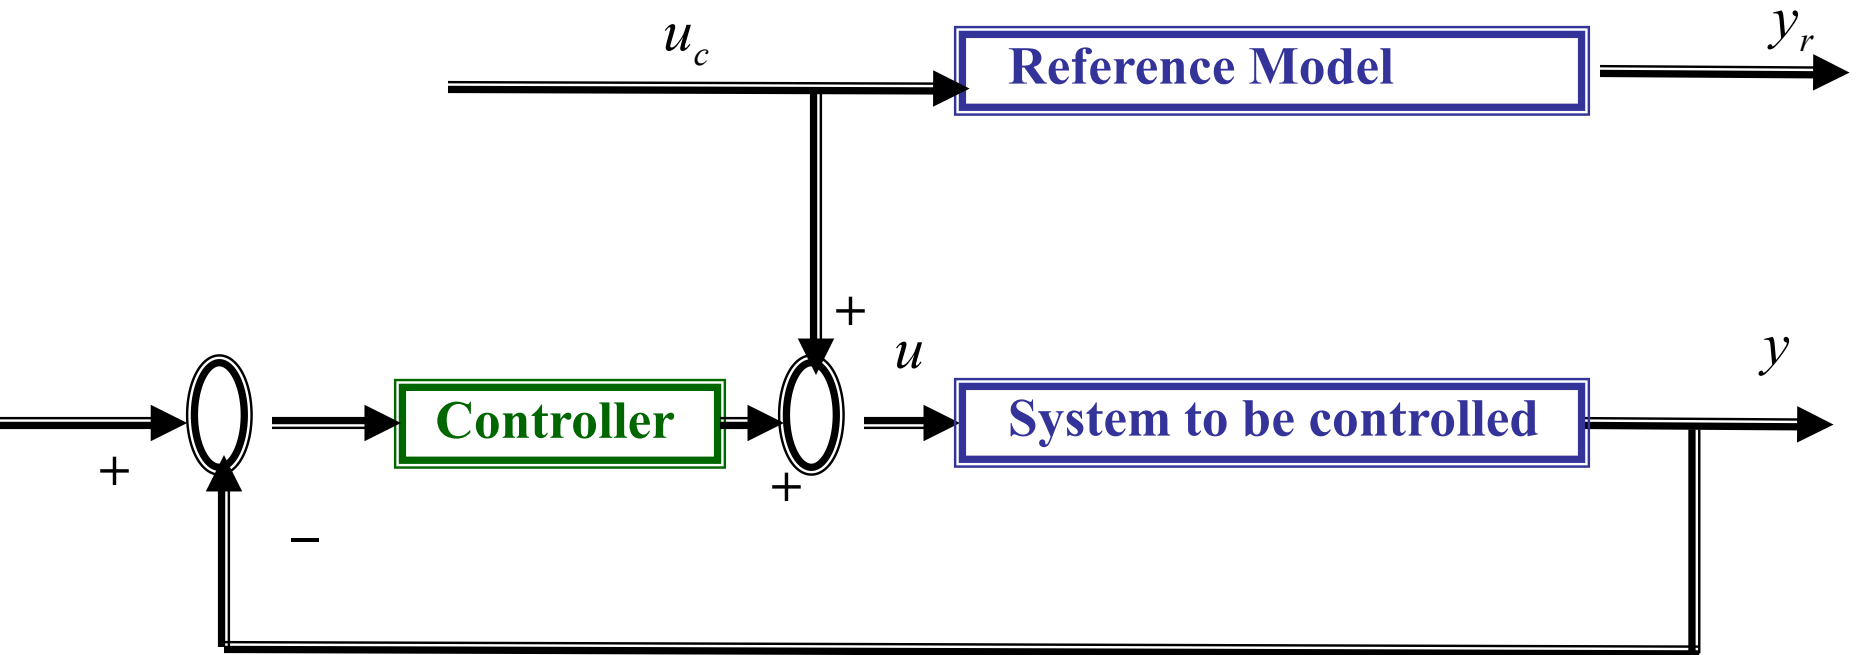 u_c
Reference Model
y_r
+
u
y
Controller
System to be controlled
+
+
−